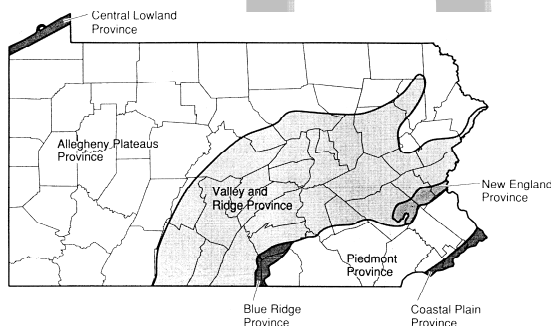 Central Lowland
Province
Allegheny Plateaus
Province
Valley and
Ridge Province
New England
Province
Piedmont
Province
Blue Ridge
Province
Coastal Plain
Province